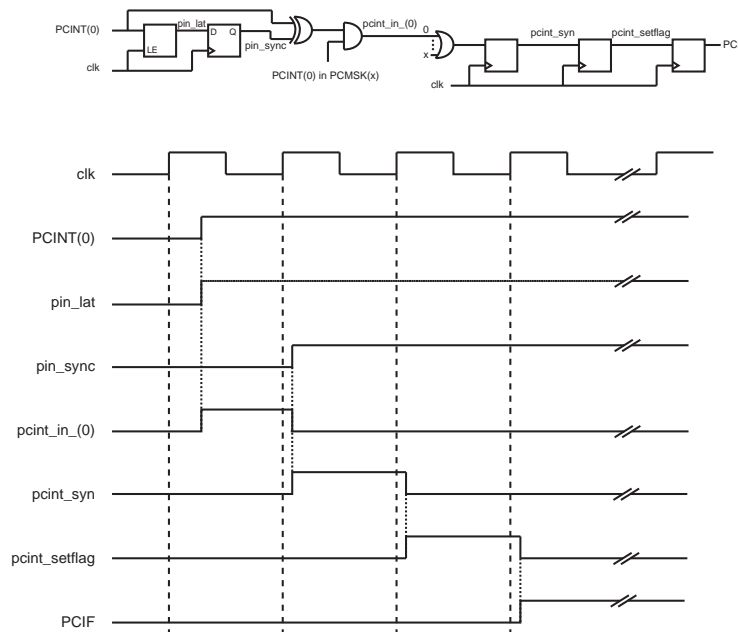 PCINT(0)
pin_lat
D Q
LE
pin_sync
clk
PCINT(0) in PCMSK(x)
pcint_in_(0)
0
x
pcint_syn
pcint_setflag
PC
clk
clk
PCINT(0)
pin_lat
pin_sync
pcint_in_(0)
pcint_syn
pcint_setflag
PCIF